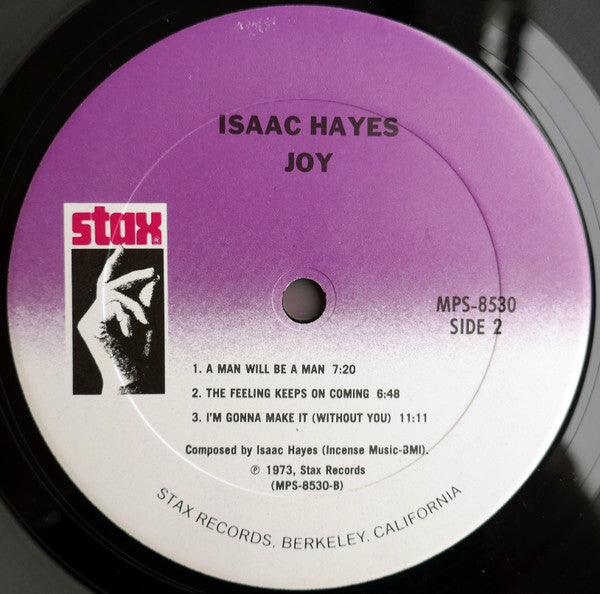 ISAAC HAYES
JOY
stax®
MPS-8530
SIDE 2
1. A MAN WILL BE A MAN 7:20
2. THE FEELING KEEPS ON COMING 6:48
3. I'M GONNA MAKE IT (WITHOUT YOU) 11:11
Composed by Isaac Hayes (Incense Music-BMI).
℗ 1973, Stax Records
(MPS-8530-B)
STAX RECORDS, BERKELEY, CALIFORNIA